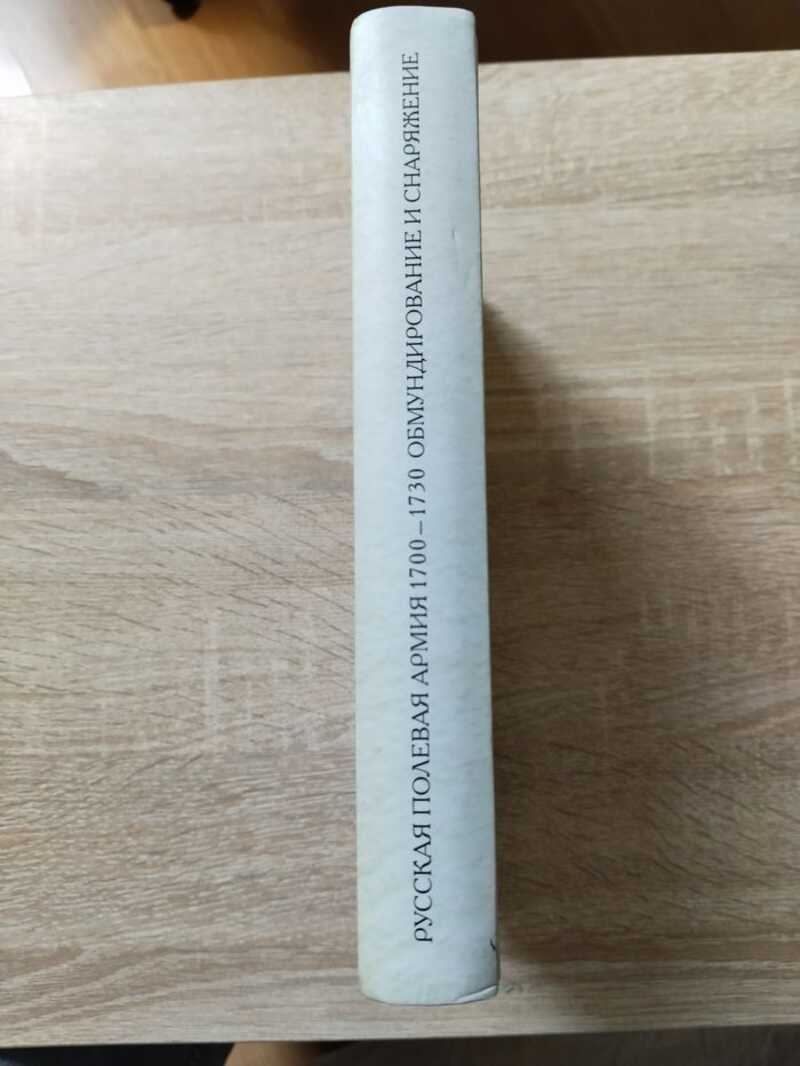 РУССКАЯ ПОЛЕВАЯ АРМИЯ 1700–1730 ОБМУНДИРОВАНИЕ И СНАРЯЖЕНИЕ